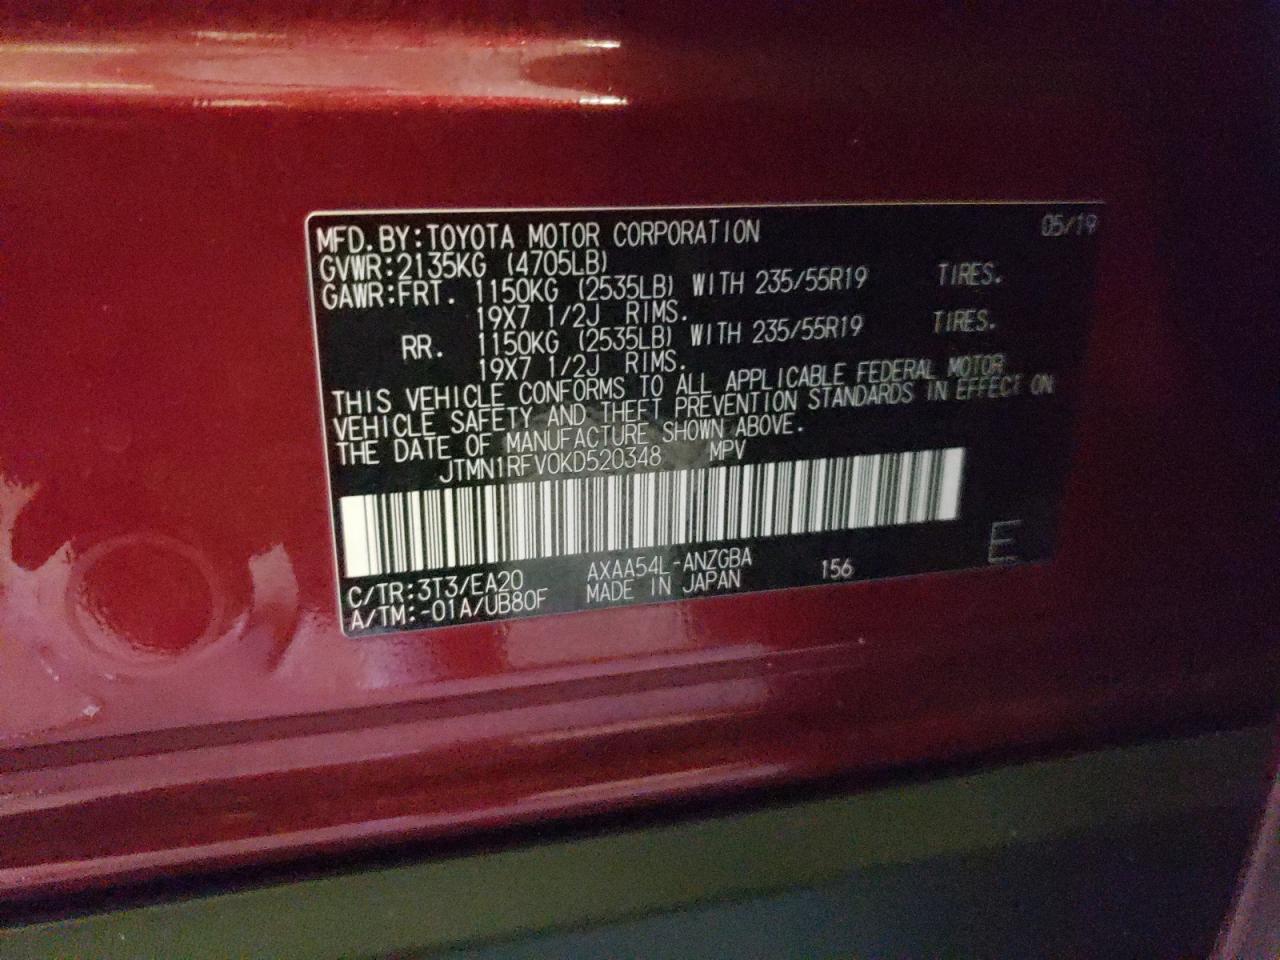 MFD.BY:TOYOTA MOTOR CORPORATION 05/19
GVWR:2135KG (4705LB)
GAWR:FRT. 1150KG (2535LB) WITH 235/55R19 TIRES.
19X7 1/2J RIMS.
RR. 1150KG (2535LB) WITH 235/55R19 TIRES.
19X7 1/2J RIMS.
THIS VEHICLE CONFORMS TO ALL APPLICABLE FEDERAL MOTOR
VEHICLE SAFETY AND THEFT PREVENTION STANDARDS IN EFFECT ON
THE DATE OF MANUFACTURE SHOWN ABOVE.
JTMN1RFV0KD520348 MPV
C/TR:3T3/EA20 AXAA54L-ANZGBA 156 E
A/TM:-01A/UB80F MADE IN JAPAN